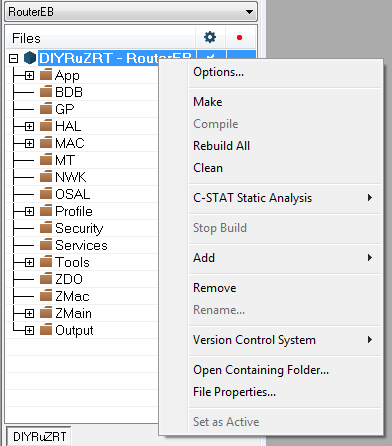 RouterEB
Files
DIYRuZRT - RouterEB
App
BDB
GP
HAL
MAC
MT
NWK
OSAL
Profile
Security
Services
Tools
ZDO
ZMac
ZMain
Output
DIYRuZRT
Options...
Make
Compile
Rebuild All
Clean
C-STAT Static Analysis
Stop Build
Add
Remove
Rename...
Version Control System
Open Containing Folder...
File Properties...
Set as Active